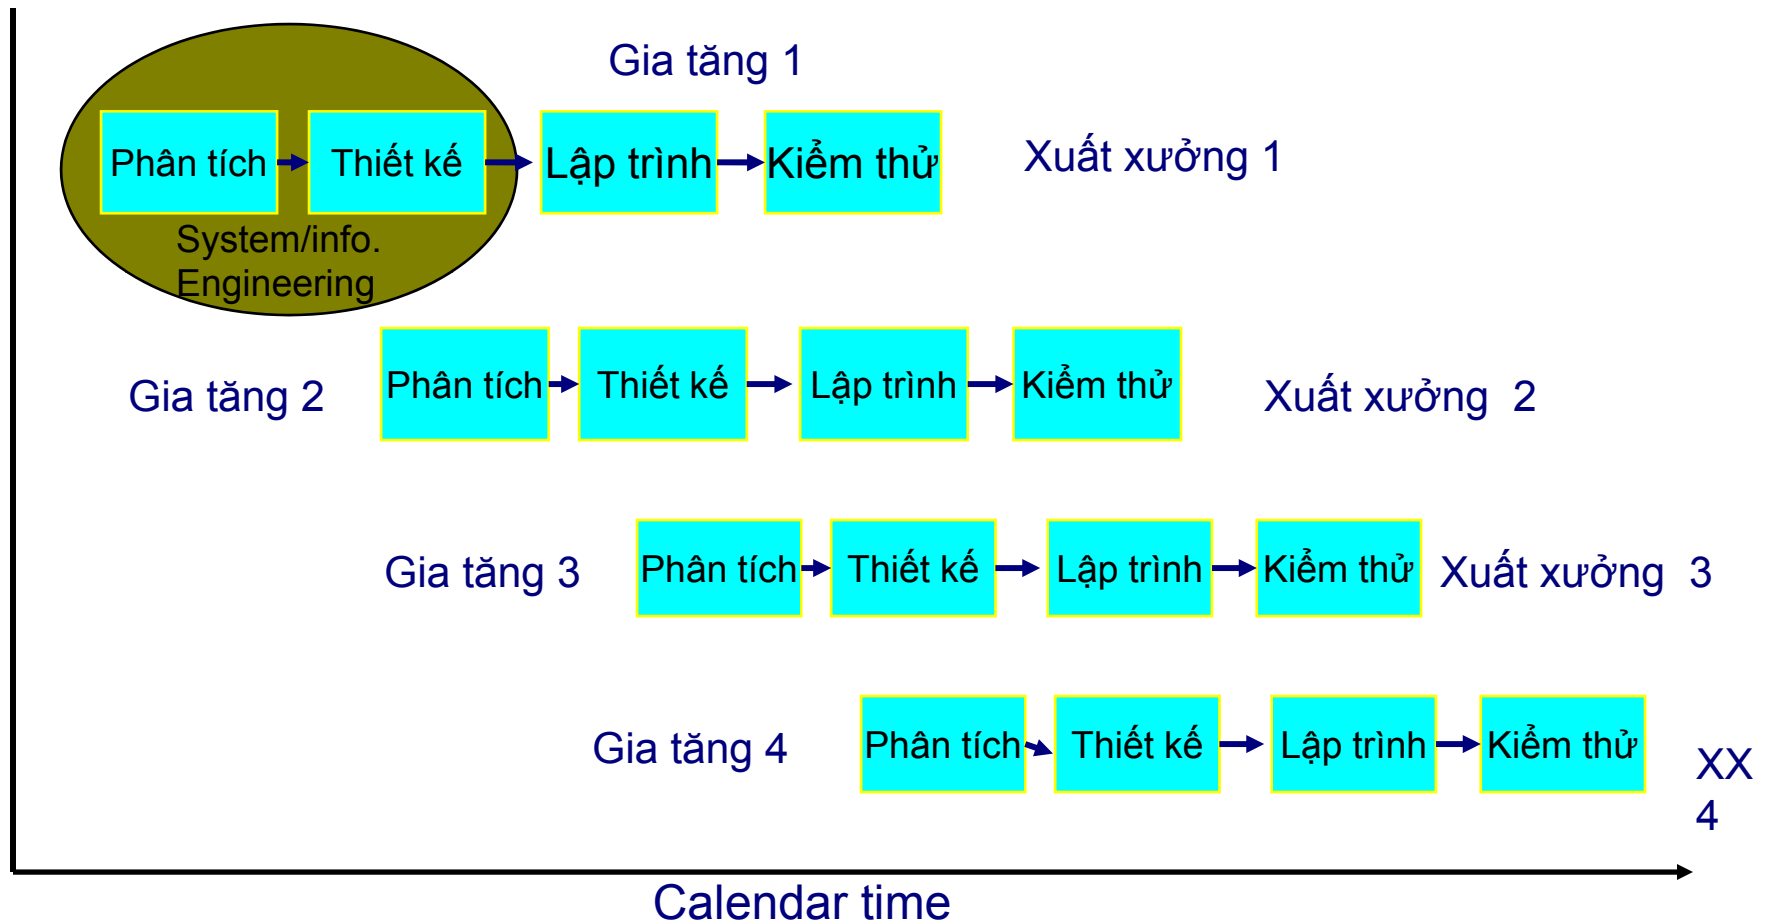 Gia tăng 1
Phân tích
Thiết kế
Lập trình
Kiểm thử
Xuất xưởng 1
System/info.
Engineering
Gia tăng 2
Phân tích
Thiết kế
Lập trình
Kiểm thử
Xuất xưởng 2
Gia tăng 3
Phân tích
Thiết kế
Lập trình
Kiểm thử
Xuất xưởng 3
Gia tăng 4
Phân tích
Thiết kế
Lập trình
Kiểm thử
XX
4
Calendar time